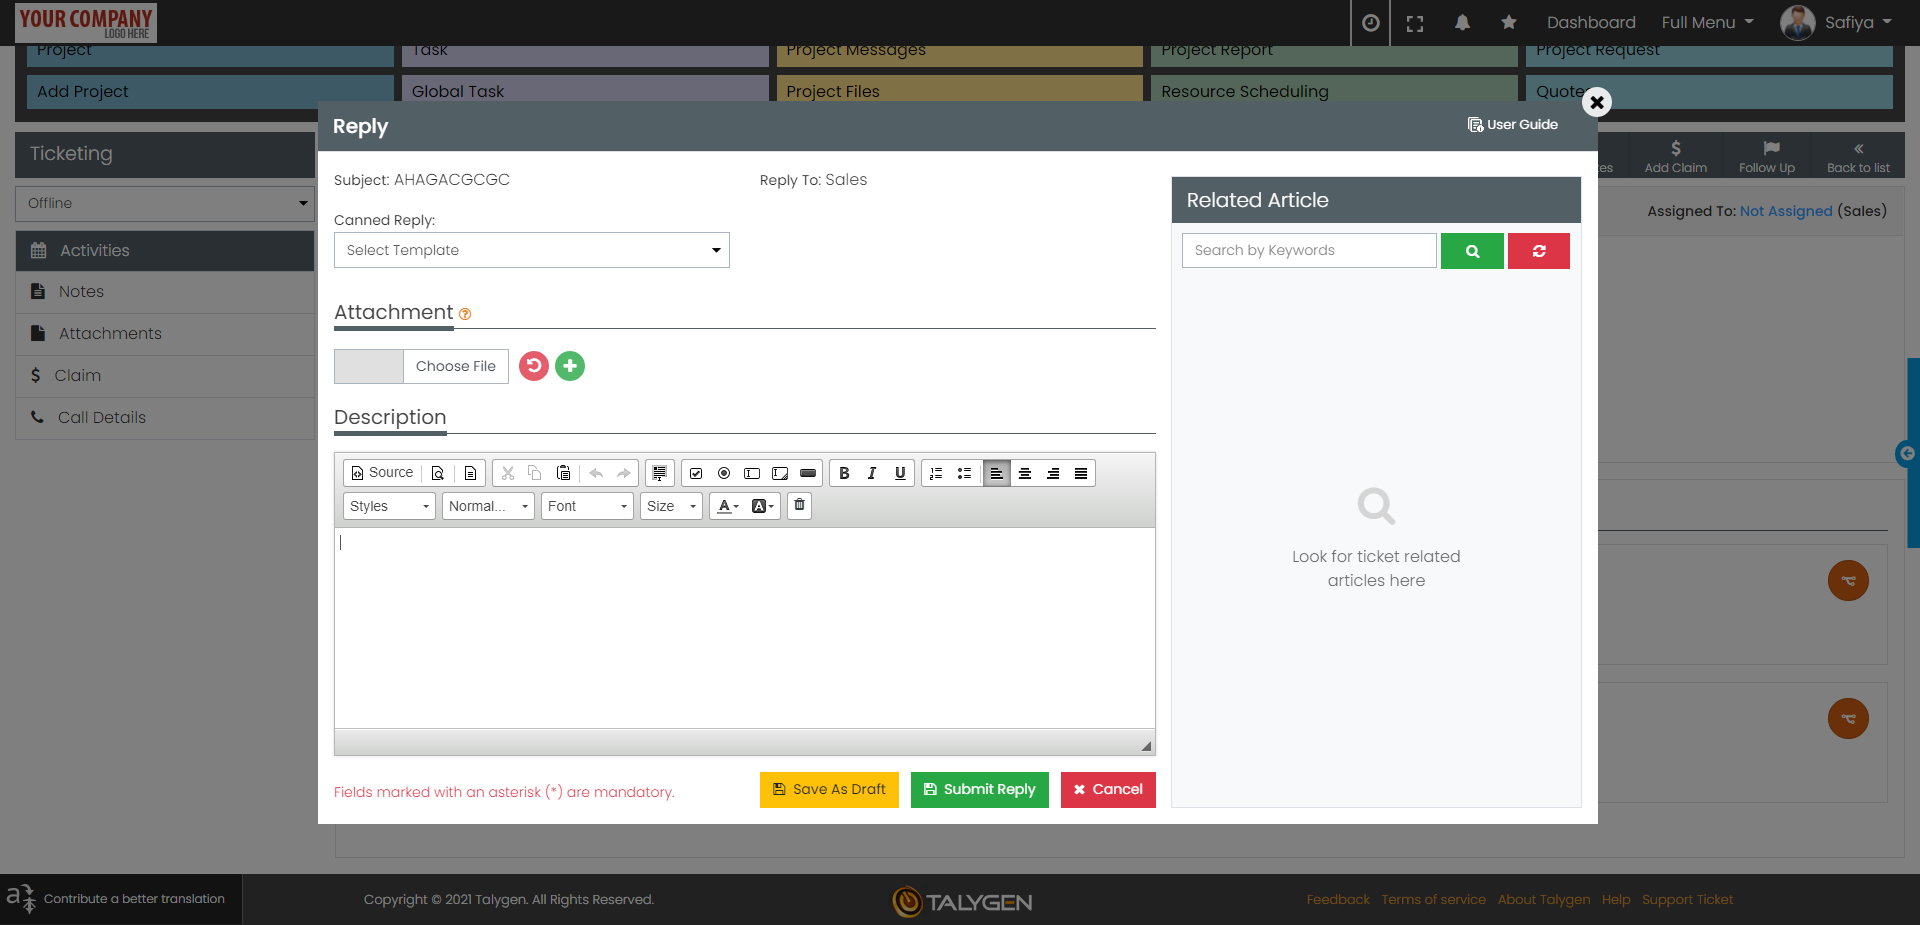 YOUR COMPANY
LOGO HERE
Dashboard
Full Menu
Safiya
Project
Task
Project Messages
Project Report
Project Request
Add Project
Global Task
Project Files
Resource Scheduling
Quotes
Reply
User Guide
Ticketing
Add Claim
Follow Up
Back to list
Offline
Assigned To: Not Assigned (Sales)
Activities
Notes
Attachments
Claim
Call Details
Subject: AHAGACGCGC
Reply To: Sales
Canned Reply:
Select Template
Attachment
Choose File
Description
Source
B I U
Styles
Normal...
Font
Size
A
A
Fields marked with an asterisk (*) are mandatory.
Save As Draft
Submit Reply
Cancel
Related Article
Search by Keywords
Look for ticket related
articles here
Contribute a better translation
Copyright © 2021 Talygen. All Rights Reserved.
TALYGEN
Feedback
Terms of service
About Talygen
Help
Support Ticket